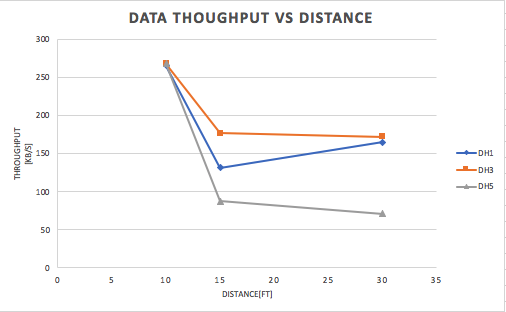 DATA THOUGHPUT VS DISTANCE
300
250
200
150
100
50
0
THROUGHPUT
[KB/S]
0 5 10 15 20 25 30 35
DISTANCE[FT]
DH1
DH3
DH5